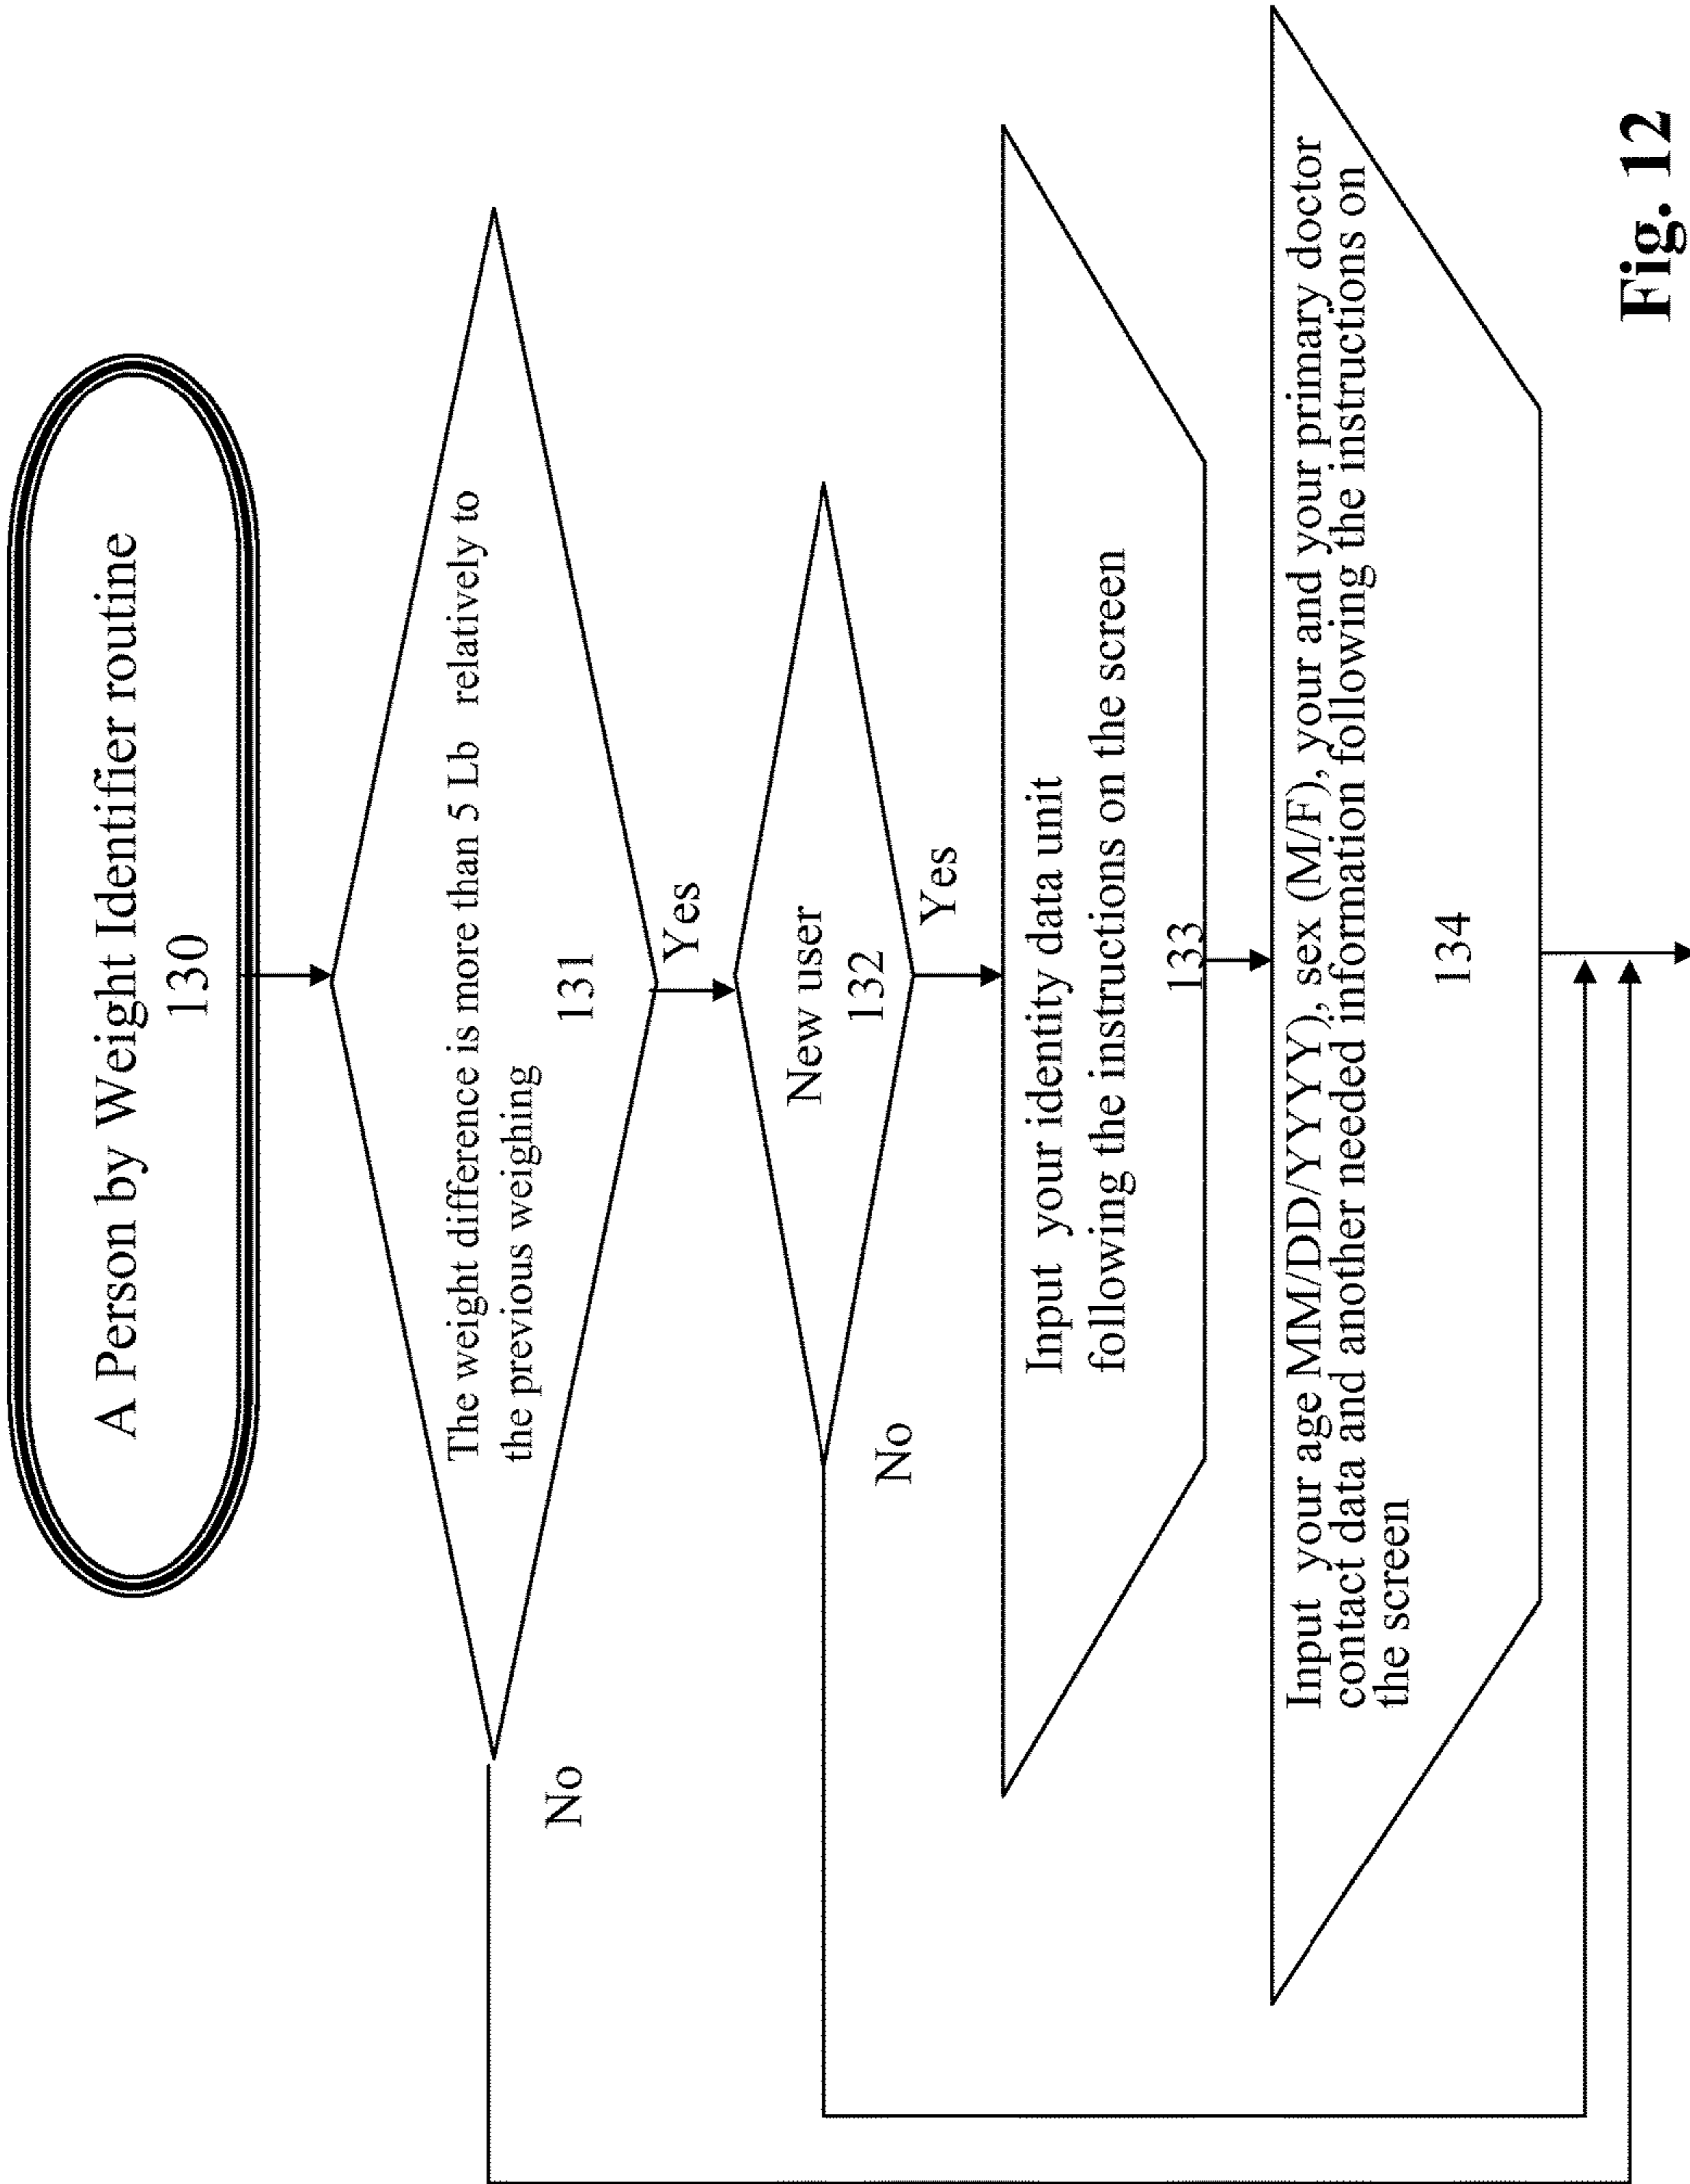 A Person by Weight Identifier routine
130
The weight difference is more than 5 Lb relatively to
the previous weighing
131
Yes
No
New user
132
Yes
No
Input your identity data unit
following the instructions on the screen
133
Input your age MM/DD/YYYY), sex (M/F), your and your primary doctor
contact data and another needed information following the instructions on
the screen
134
Fig. 12